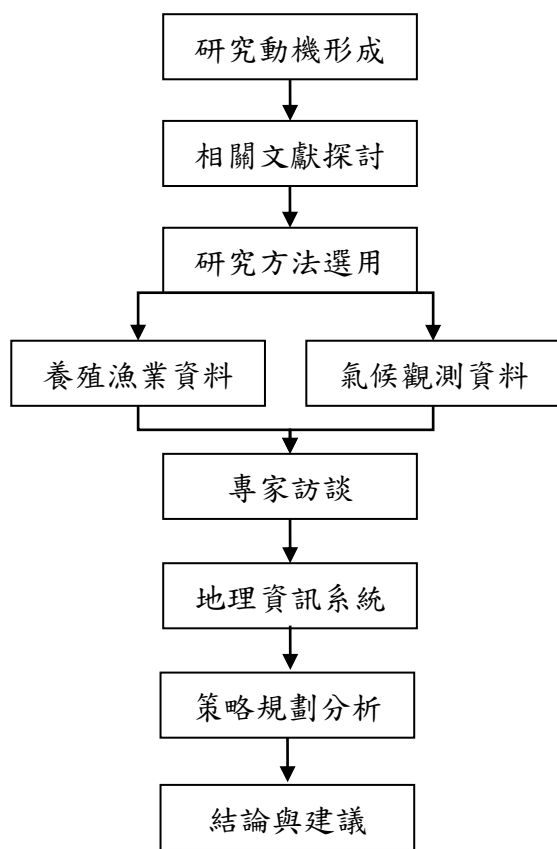 研究動機形成
相關文獻探討
研究方法選用
養殖漁業資料
氣候觀測資料
專家訪談
地理資訊系統
策略規劃分析
結論與建議